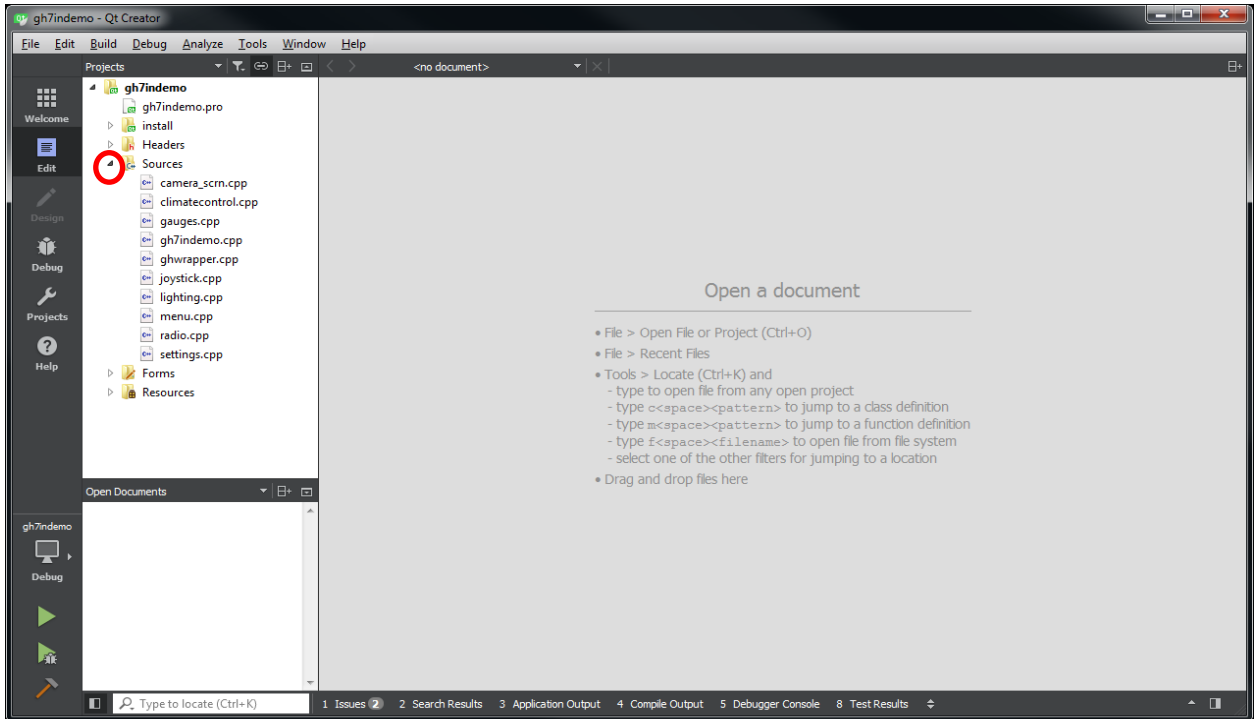 gh7indemo - Qt Creator
File Edit Build Debug Analyze Tools Window Help
Projects
<no document>
Welcome
Edit
Design
Debug
Projects
Help
gh7indemo
gh7indemo.pro
install
Headers
Sources
camera_scrn.cpp
climatecontrol.cpp
gauges.cpp
gh7indemo.cpp
ghwrapper.cpp
joystick.cpp
lighting.cpp
menu.cpp
radio.cpp
settings.cpp
Forms
Resources
Open a document
• File > Open File or Project (Ctrl+O)
• File > Recent Files
• Tools > Locate (Ctrl+K) and
- type to open file from any open project
- type c<space><pattern> to jump to a class definition
- type m<space><pattern> to jump to a function definition
- type f<space><filename> to open file from file system
- select one of the other filters for jumping to a location
• Drag and drop files here
Open Documents
gh7indemo
Debug
Type to locate (Ctrl+K)
1 Issues 2 2 Search Results 3 Application Output 4 Compile Output 5 Debugger Console 8 Test Results